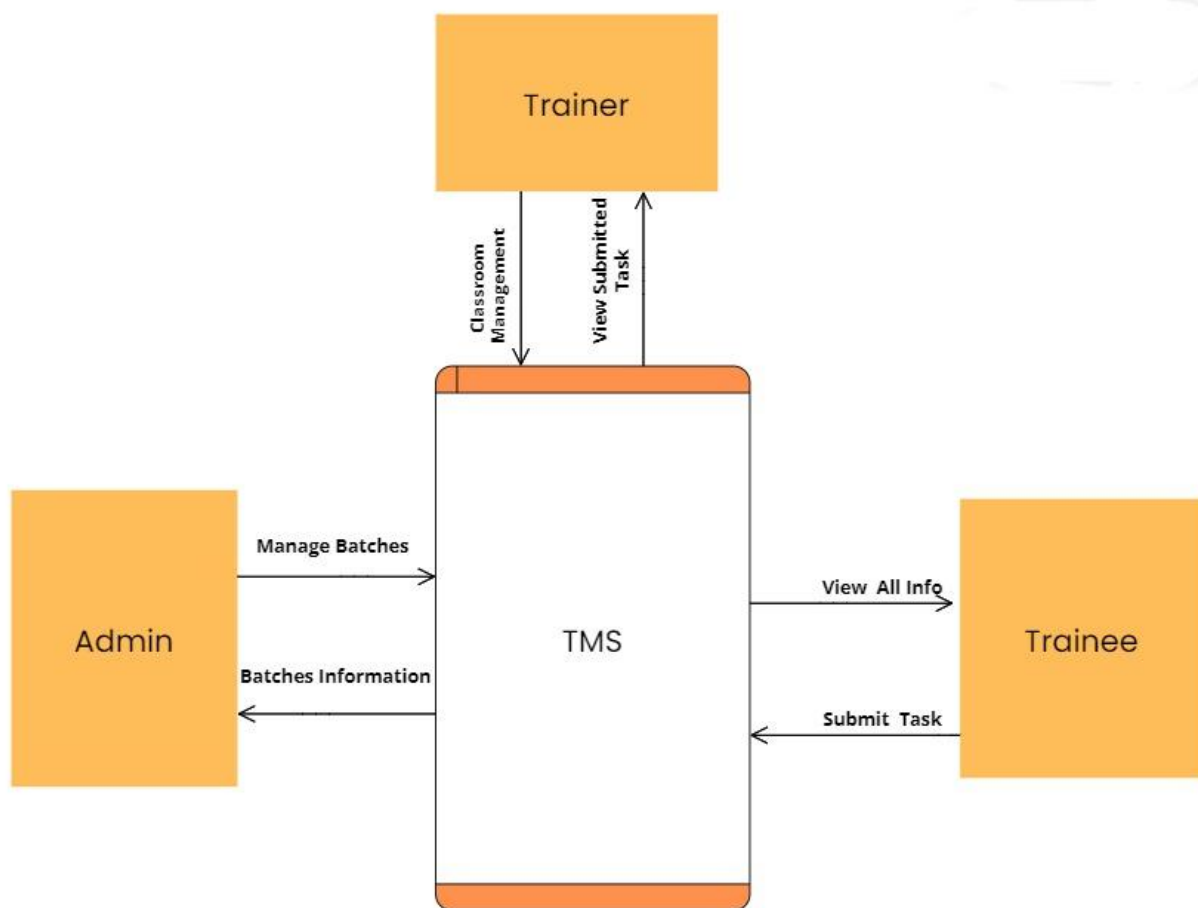 Trainer
Classroom
Management
View Submitted
Task
Manage Batches
Admin
Batches Information
TMS
View All Info
Trainee
Submit Task